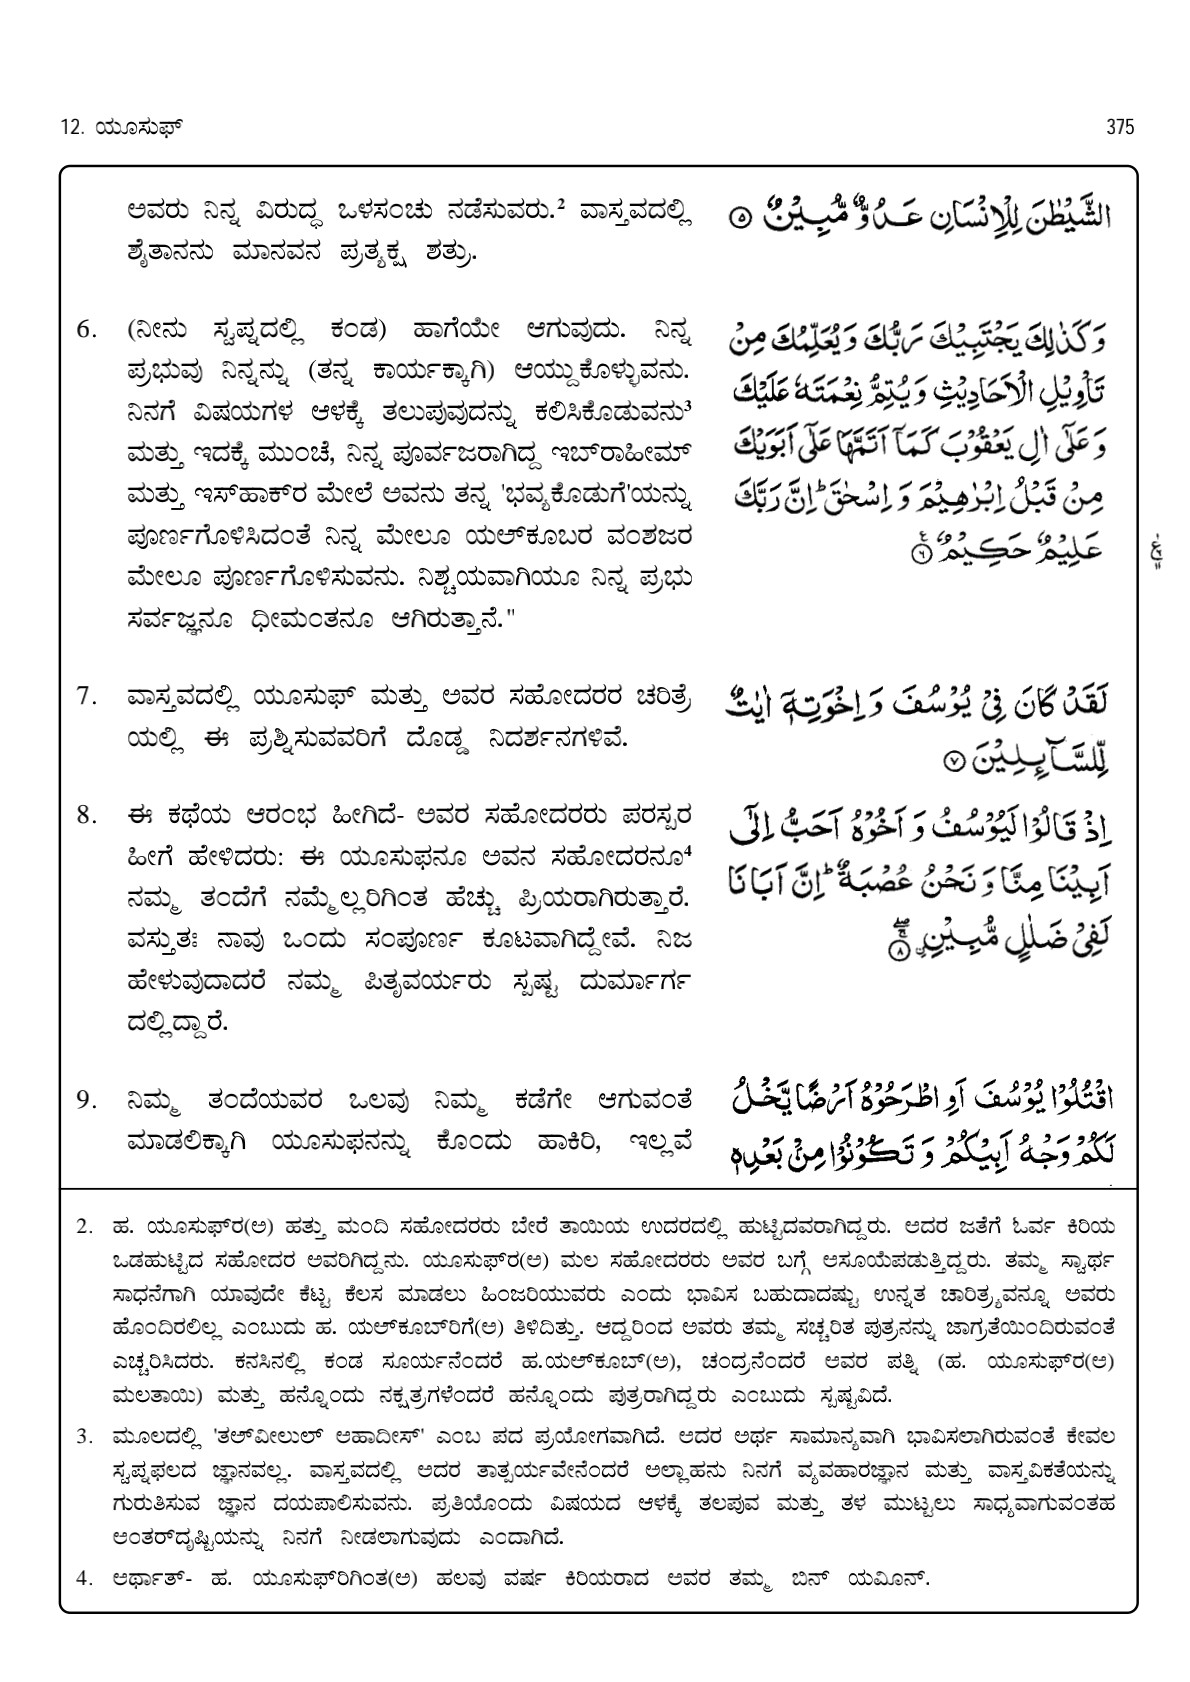 12. ಯೂಸುಫ್ 375
ಅವರು ನಿನ್ನ ವಿರುದ್ಧ ಒಳಸಂಚು ನಡೆಸುವರು.² ವಾಸ್ತವದಲ್ಲಿ
ಶೈತಾನನು ಮಾನವನ ಪ್ರತ್ಯಕ್ಷ ಶತ್ರು.
الشَّيْطٰنَ لِلْاِنْسَانِ عَدُوٌّ مُّبِيْنٌ ۝٥
6. (ನೀನು ಸ್ವಪ್ನದಲ್ಲಿ ಕಂಡ) ಹಾಗೆಯೇ ಆಗುವುದು. ನಿನ್ನ
ಪ್ರಭುವು ನಿನ್ನನ್ನು (ತನ್ನ ಕಾರ್ಯಕ್ಕಾಗಿ) ಆಯ್ದುಕೊಳ್ಳುವನು.
ನಿನಗೆ ವಿಷಯಗಳ ಆಳಕ್ಕೆ ತಲುಪುವುದನ್ನು ಕಲಿಸಿಕೊಡುವನು³
ಮತ್ತು ಇದಕ್ಕೆ ಮುಂಚೆ, ನಿನ್ನ ಪೂರ್ವಜರಾಗಿದ್ದ ಇಬ್‌ರಾಹೀಮ್
ಮತ್ತು ಇಸ್‌ಹಾಕ್‌ರ ಮೇಲೆ ಅವನು ತನ್ನ 'ಭವ್ಯಕೊಡುಗೆ'ಯನ್ನು
ಪೂರ್ಣಗೊಳಿಸಿದಂತೆ ನಿನ್ನ ಮೇಲೂ ಯಅ್‌ಕೂಬರ ವಂಶಜರ
ಮೇಲೂ ಪೂರ್ಣಗೊಳಿಸುವನು. ನಿಶ್ಚಯವಾಗಿಯೂ ನಿನ್ನ ಪ್ರಭು
ಸರ್ವಜ್ಞನೂ ಧೀಮಂತನೂ ಆಗಿರುತ್ತಾನೆ."
وَكَذٰلِكَ يَجْتَبِيْكَ رَبُّكَ وَيُعَلِّمُكَ مِنْ
تَاْوِيْلِ الْاَحَادِيْثِ وَيُتِمُّ نِعْمَتَهٗ عَلَيْكَ
وَعَلٰٓى اٰلِ يَعْقُوْبَ كَمَآ اَتَمَّهَا عَلٰٓى اَبَوَيْكَ
مِنْ قَبْلُ اِبْرٰهِيْمَ وَاِسْحٰقَ ؕ اِنَّ رَبَّكَ
عَلِيْمٌ حَكِيْمٌ ۝٦
7. ವಾಸ್ತವದಲ್ಲಿ ಯೂಸುಫ್ ಮತ್ತು ಅವರ ಸಹೋದರರ ಚರಿತ್ರೆ
ಯಲ್ಲಿ ಈ ಪ್ರಶ್ನಿಸುವವರಿಗೆ ದೊಡ್ಡ ನಿದರ್ಶನಗಳಿವೆ.
لَقَدْ كَانَ فِيْ يُوْسُفَ وَاِخْوَتِهٖٓ اٰيٰتٌ
لِّلسَّآئِلِيْنَ ۝٧
8. ಈ ಕಥೆಯ ಆರಂಭ ಹೀಗಿದೆ- ಅವರ ಸಹೋದರರು ಪರಸ್ಪರ
ಹೀಗೆ ಹೇಳಿದರು: ಈ ಯೂಸುಫನೂ ಅವನ ಸಹೋದರನೂ⁴
ನಮ್ಮ ತಂದೆಗೆ ನಮ್ಮೆಲ್ಲರಿಗಿಂತ ಹೆಚ್ಚು ಪ್ರಿಯರಾಗಿರುತ್ತಾರೆ.
ವಸ್ತುತಃ ನಾವು ಒಂದು ಸಂಪೂರ್ಣ ಕೂಟವಾಗಿದ್ದೇವೆ. ನಿಜ
ಹೇಳುವುದಾದರೆ ನಮ್ಮ ಪಿತೃವರ್ಯರು ಸ್ಪಷ್ಟ ದುರ್ಮಾರ್ಗ
ದಲ್ಲಿದ್ದಾರೆ.
اِذْ قَالُوْا لَيُوْسُفُ وَاَخُوْهُ اَحَبُّ اِلٰٓى
اَبِيْنَا مِنَّا وَنَحْنُ عُصْبَةٌ ؕ اِنَّ اَبَانَا
لَفِيْ ضَلٰلٍ مُّبِيْنِ ۝٨
9. ನಿಮ್ಮ ತಂದೆಯವರ ಒಲವು ನಿಮ್ಮ ಕಡೆಗೇ ಆಗುವಂತೆ
ಮಾಡಲಿಕ್ಕಾಗಿ ಯೂಸುಫನನ್ನು ಕೊಂದು ಹಾಕಿರಿ, ಇಲ್ಲವೆ
اقْتُلُوْا يُوْسُفَ اَوِ اطْرَحُوْهُ اَرْضًا يَّخْلُ
لَكُمْ وَجْهُ اَبِيْكُمْ وَتَكُوْنُوْا مِنْۢ بَعْدِهٖ
2. ಹ. ಯೂಸುಫ್‌ರ(ಅ) ಹತ್ತು ಮಂದಿ ಸಹೋದರರು ಬೇರೆ ತಾಯಿಯ ಉದರದಲ್ಲಿ ಹುಟ್ಟಿದವರಾಗಿದ್ದರು. ಅದರ ಜತೆಗೆ ಓರ್ವ ಕಿರಿಯ
ಒಡಹುಟ್ಟಿದ ಸಹೋದರ ಅವರಿಗಿದ್ದನು. ಯೂಸುಫ್‌ರ(ಅ) ಮಲ ಸಹೋದರರು ಅವರ ಬಗ್ಗೆ ಅಸೂಯೆಪಡುತ್ತಿದ್ದರು. ತಮ್ಮ ಸ್ವಾರ್ಥ
ಸಾಧನೆಗಾಗಿ ಯಾವುದೇ ಕೆಟ್ಟ ಕೆಲಸ ಮಾಡಲು ಹಿಂಜರಿಯುವರು ಎಂದು ಭಾವಿಸ ಬಹುದಾದಷ್ಟು ಉನ್ನತ ಚಾರಿತ್ರ್ಯವನ್ನೂ ಅವರು
ಹೊಂದಿರಲಿಲ್ಲ ಎಂಬುದು ಹ. ಯಅ್‌ಕೂಬ್‌ರಿಗೆ(ಅ) ತಿಳಿದಿತ್ತು. ಆದ್ದರಿಂದ ಅವರು ತಮ್ಮ ಸಚ್ಚರಿತ ಪುತ್ರನನ್ನು ಜಾಗ್ರತೆಯಿಂದಿರುವಂತೆ
ಎಚ್ಚರಿಸಿದರು. ಕನಸಿನಲ್ಲಿ ಕಂಡ ಸೂರ್ಯನೆಂದರೆ ಹ.ಯಅ್‌ಕೂಬ್(ಅ), ಚಂದ್ರನೆಂದರೆ ಅವರ ಪತ್ನಿ (ಹ. ಯೂಸುಫ್‌ರ(ಅ)
ಮಲತಾಯಿ) ಮತ್ತು ಹನ್ನೊಂದು ನಕ್ಷತ್ರಗಳೆಂದರೆ ಹನ್ನೊಂದು ಪುತ್ರರಾಗಿದ್ದರು ಎಂಬುದು ಸ್ಪಷ್ಟವಿದೆ.
3. ಮೂಲದಲ್ಲಿ 'ತಅ್‌ವೀಲುಲ್ ಅಹಾದೀಸ್' ಎಂಬ ಪದ ಪ್ರಯೋಗವಾಗಿದೆ. ಅದರ ಅರ್ಥ ಸಾಮಾನ್ಯವಾಗಿ ಭಾವಿಸಲಾಗಿರುವಂತೆ ಕೇವಲ
ಸ್ವಪ್ನಫಲದ ಜ್ಞಾನವಲ್ಲ. ವಾಸ್ತವದಲ್ಲಿ ಅದರ ತಾತ್ಪರ್ಯವೇನೆಂದರೆ ಅಲ್ಲಾಹನು ನಿನಗೆ ವ್ಯವಹಾರಜ್ಞಾನ ಮತ್ತು ವಾಸ್ತವಿಕತೆಯನ್ನು
ಗುರುತಿಸುವ ಜ್ಞಾನ ದಯಪಾಲಿಸುವನು. ಪ್ರತಿಯೊಂದು ವಿಷಯದ ಆಳಕ್ಕೆ ತಲಪುವ ಮತ್ತು ತಳ ಮುಟ್ಟಲು ಸಾಧ್ಯವಾಗುವಂತಹ
ಅಂತರ್‌ದೃಷ್ಟಿಯನ್ನು ನಿನಗೆ ನೀಡಲಾಗುವುದು ಎಂದಾಗಿದೆ.
4. ಅರ್ಥಾತ್- ಹ. ಯೂಸುಫ್‌ರಿಗಿಂತ(ಅ) ಹಲವು ವರ್ಷ ಕಿರಿಯರಾದ ಅವರ ತಮ್ಮ ಬಿನ್ ಯಮೀನ್.